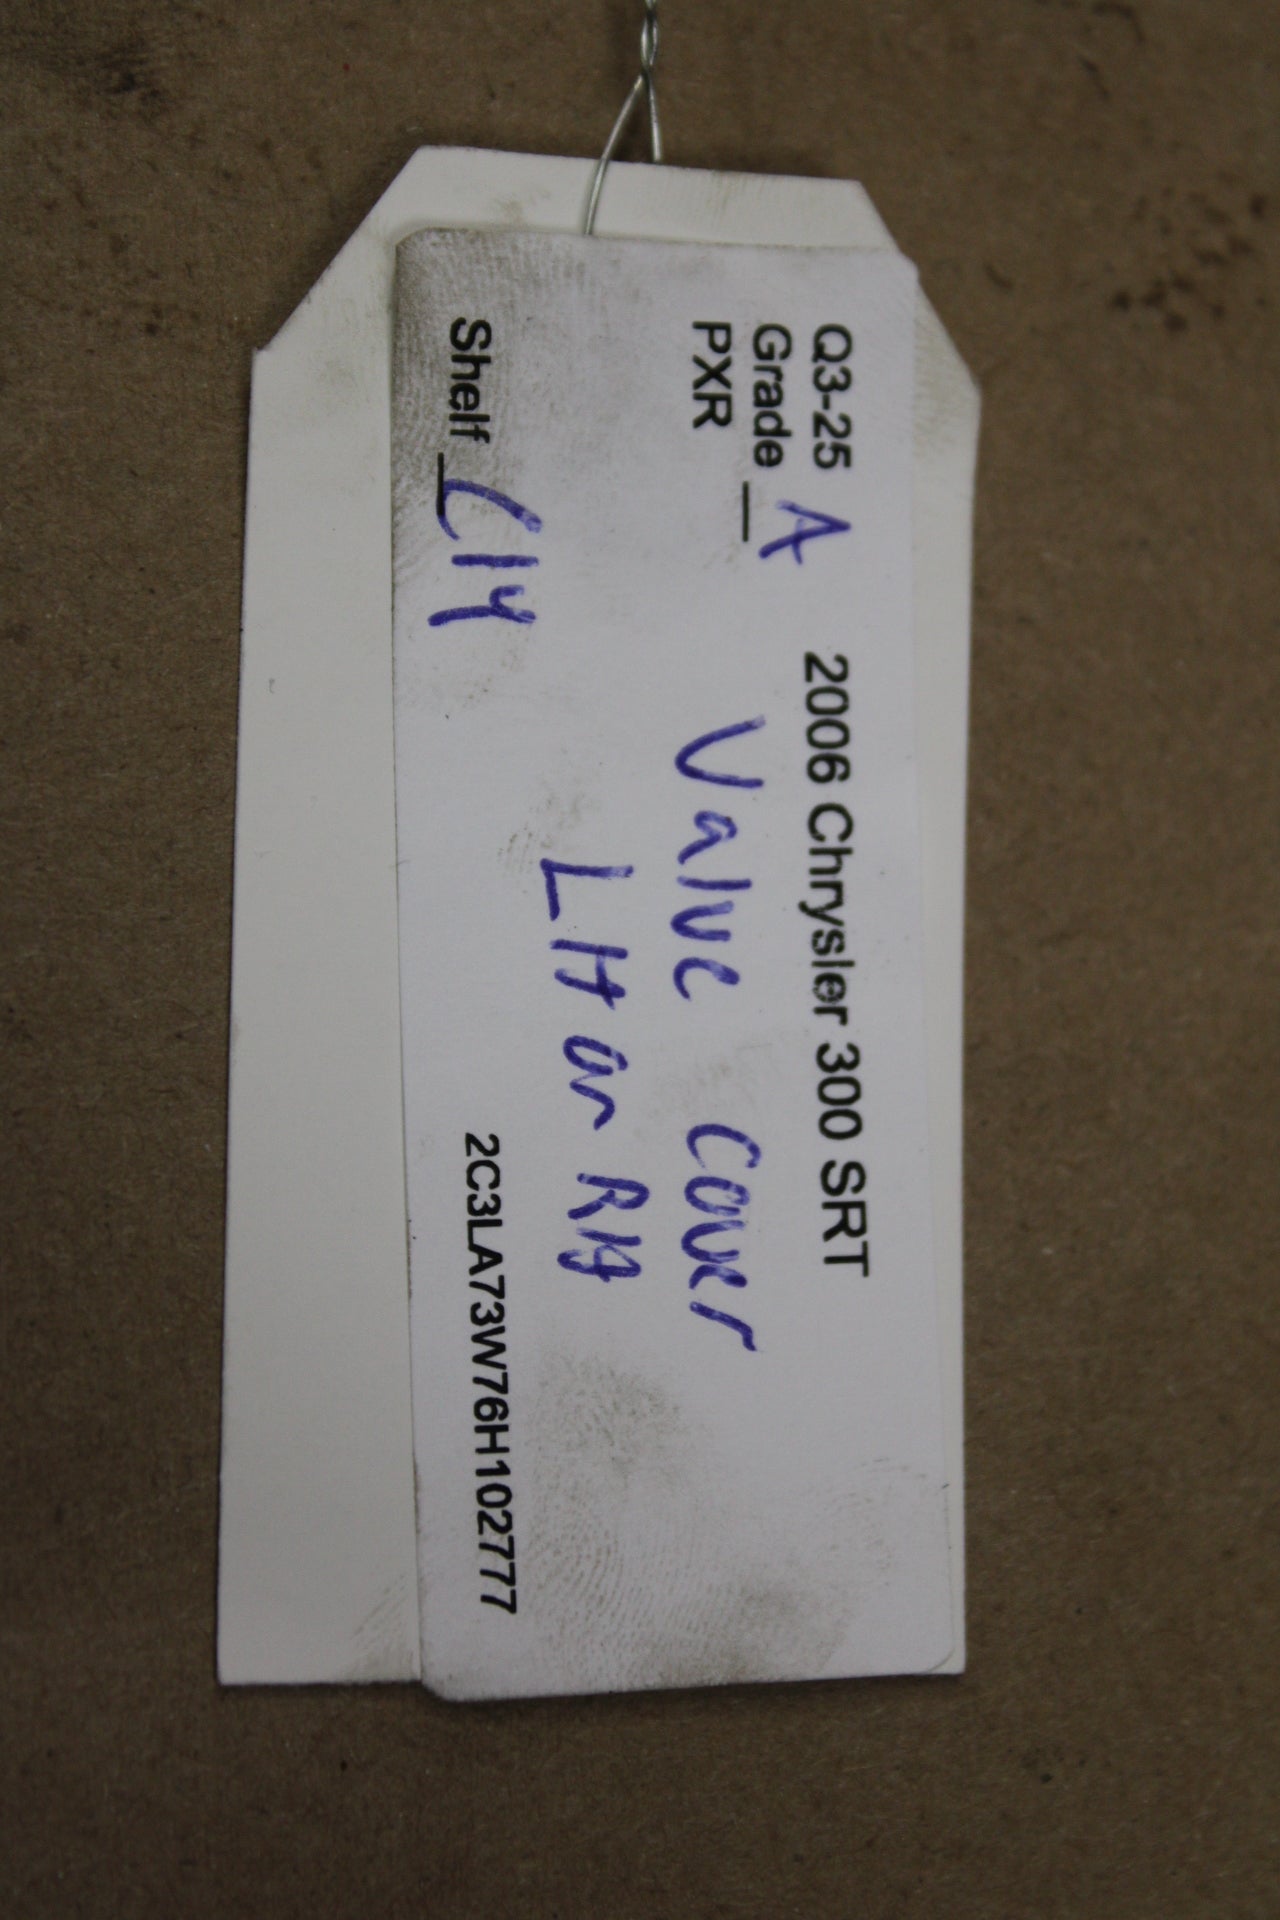 Q3-25 2006 Chrysler 300 SRT
Grade A
PXR Valve Cover
LH or RH
Shelf C14 2C3LA73W76H102777